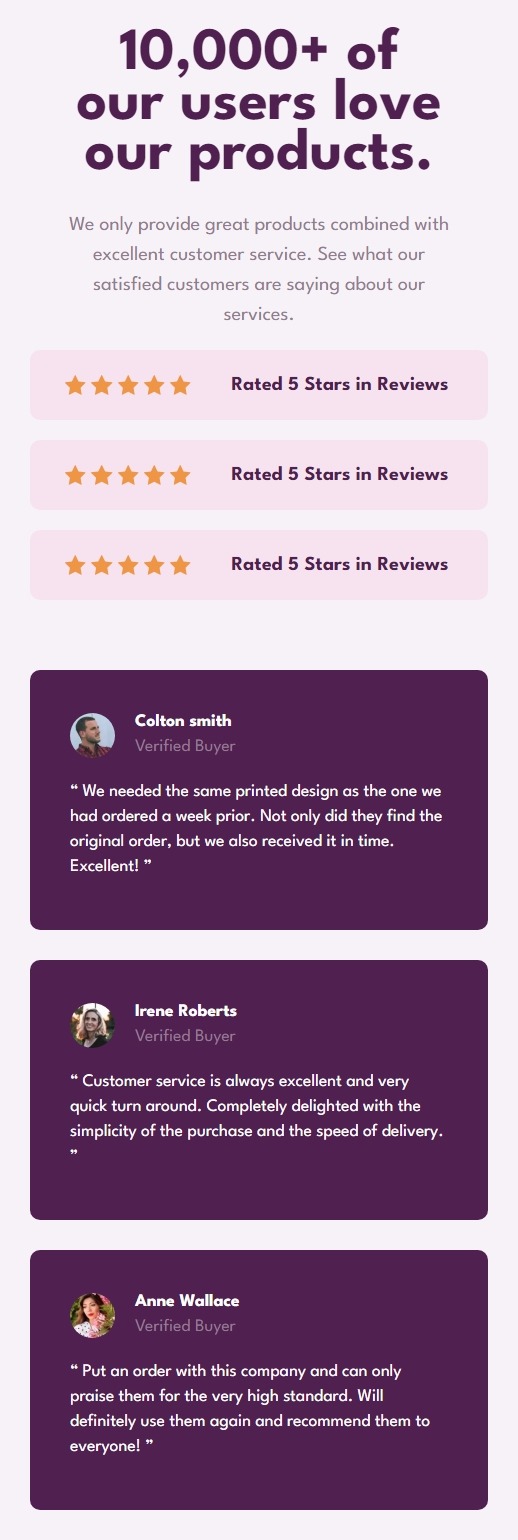 10,000+ of
our users love
our products.
We only provide great products combined with
excellent customer service. See what our
satisfied customers are saying about our
services.
Rated 5 Stars in Reviews
Rated 5 Stars in Reviews
Rated 5 Stars in Reviews
Colton smith
Verified Buyer
“ We needed the same printed design as the one we
had ordered a week prior. Not only did they find the
original order, but we also received it in time.
Excellent! ”
Irene Roberts
Verified Buyer
“ Customer service is always excellent and very
quick turn around. Completely delighted with the
simplicity of the purchase and the speed of delivery.
”
Anne Wallace
Verified Buyer
“ Put an order with this company and can only
praise them for the very high standard. Will
definitely use them again and recommend them to
everyone! ”